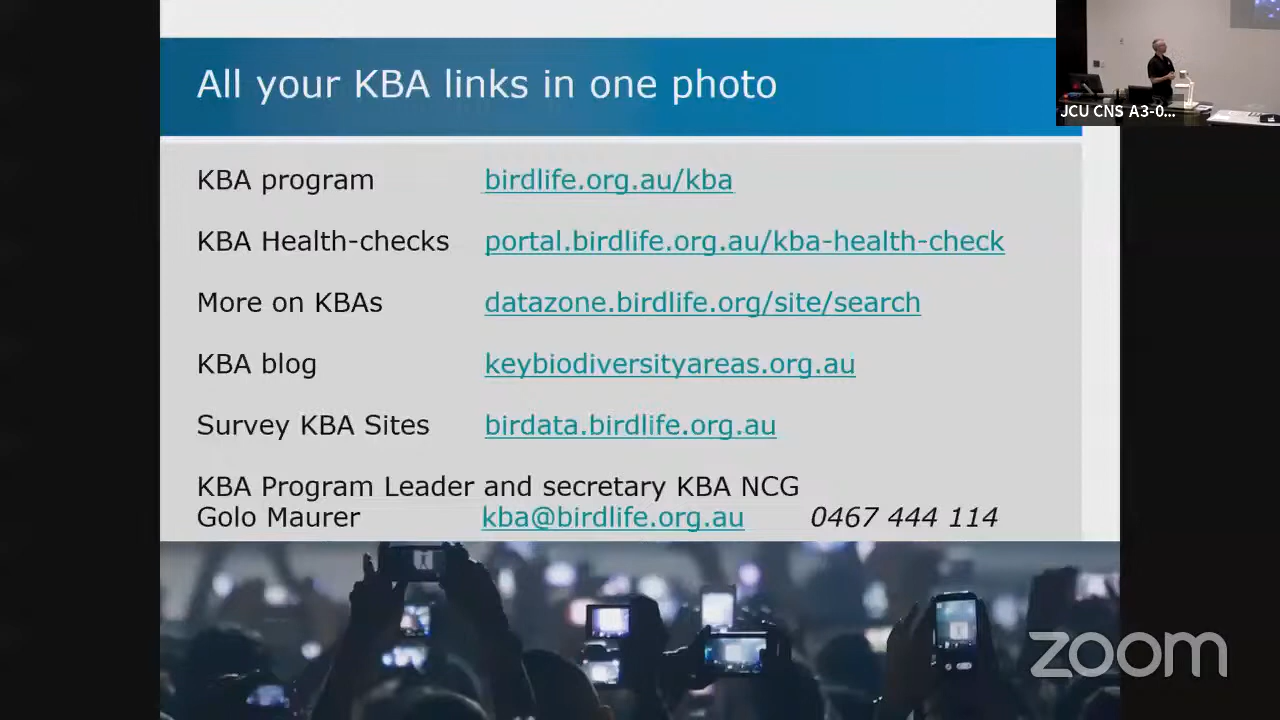 All your KBA links in one photo
JCU CNS A3-0...
KBA program birdlife.org.au/kba
KBA Health-checks portal.birdlife.org.au/kba-health-check
More on KBAs datazone.birdlife.org/site/search
KBA blog keybiodiversityareas.org.au
Survey KBA Sites birdata.birdlife.org.au
KBA Program Leader and secretary KBA NCG
Golo Maurer kba@birdlife.org.au 0467 444 114
zoom